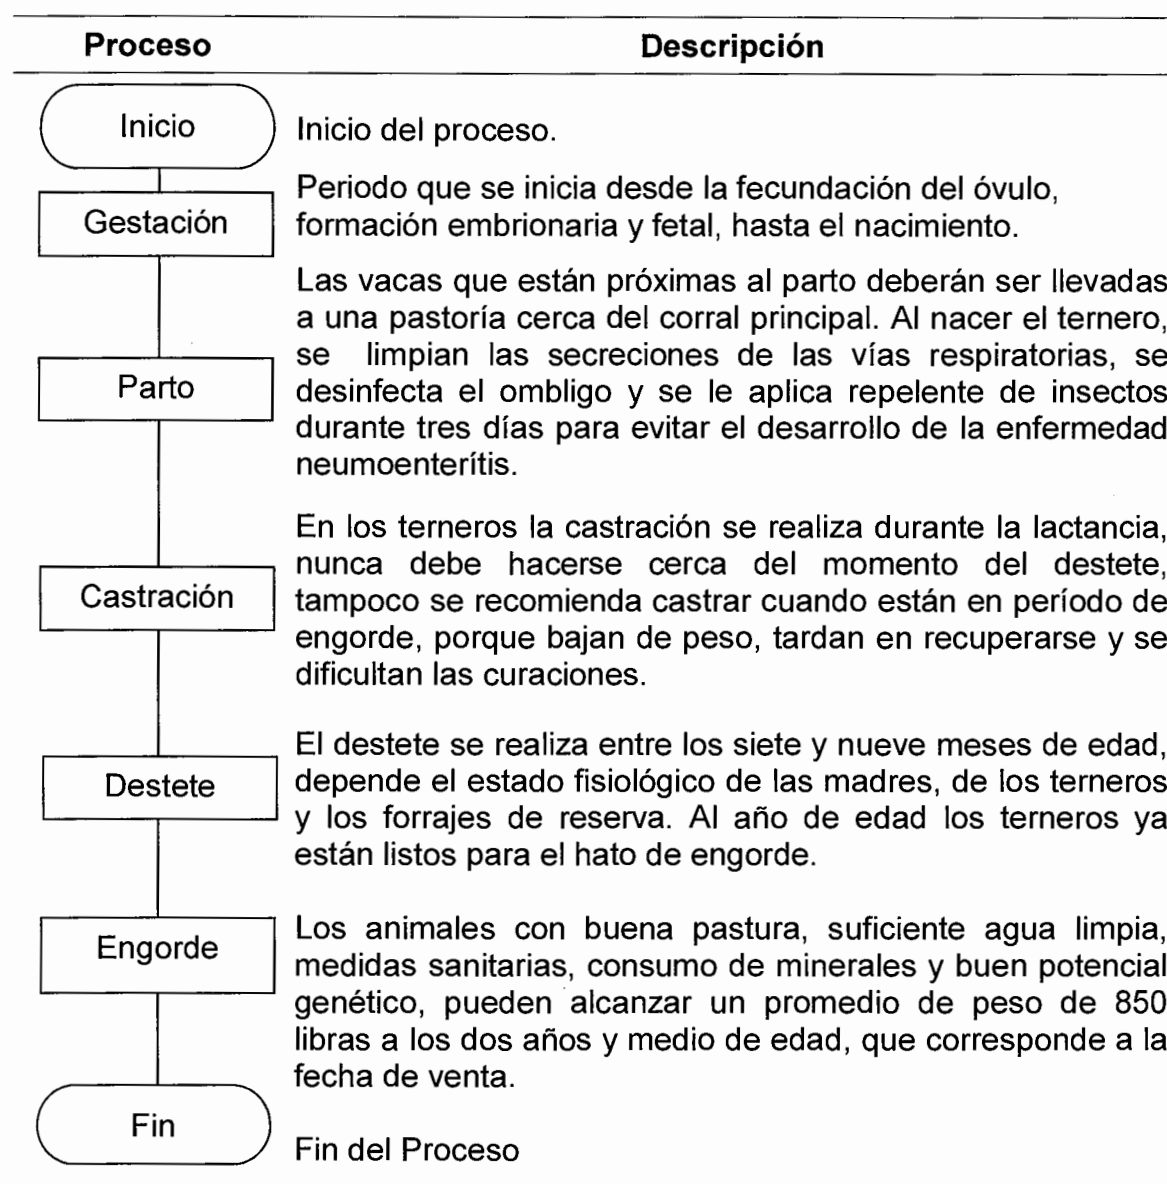 Proceso Descripción
Inicio
Inicio del proceso.
Gestación
Periodo que se inicia desde la fecundación del óvulo,
formación embrionaria y fetal, hasta el nacimiento.
Parto
Las vacas que están próximas al parto deberán ser llevadas
a una pastoría cerca del corral principal. Al nacer el ternero,
se limpian las secreciones de las vías respiratorias, se
desinfecta el ombligo y se le aplica repelente de insectos
durante tres días para evitar el desarrollo de la enfermedad
neumoenterítis.
Castración
En los terneros la castración se realiza durante la lactancia,
nunca debe hacerse cerca del momento del destete,
tampoco se recomienda castrar cuando están en período de
engorde, porque bajan de peso, tardan en recuperarse y se
dificultan las curaciones.
Destete
El destete se realiza entre los siete y nueve meses de edad,
depende el estado fisiológico de las madres, de los terneros
y los forrajes de reserva. Al año de edad los terneros ya
están listos para el hato de engorde.
Engorde
Los animales con buena pastura, suficiente agua limpia,
medidas sanitarias, consumo de minerales y buen potencial
genético, pueden alcanzar un promedio de peso de 850
libras a los dos años y medio de edad, que corresponde a la
fecha de venta.
Fin
Fin del Proceso